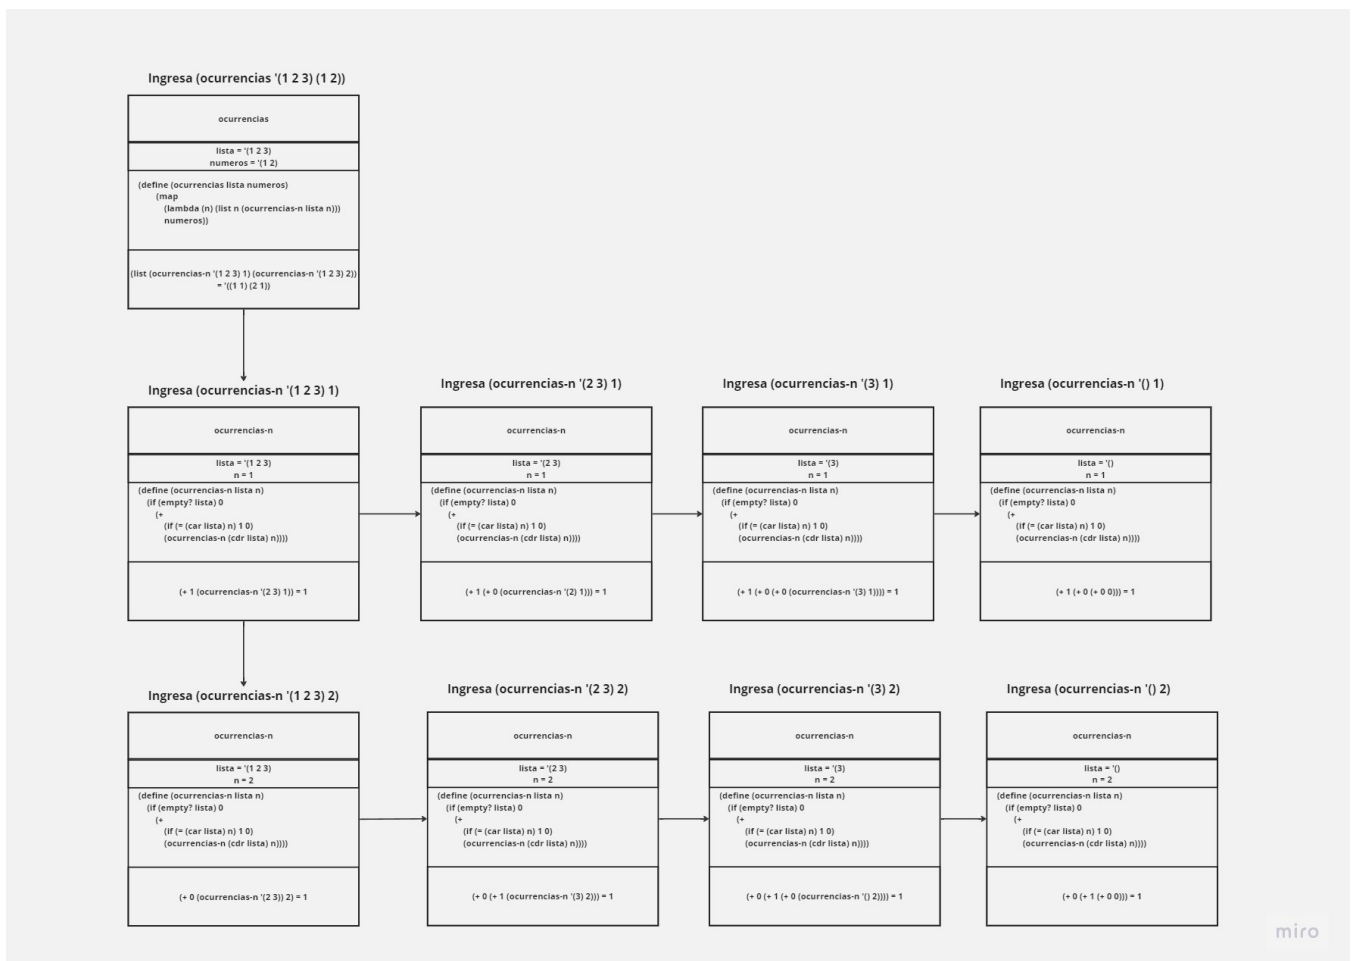 Ingresa (ocurrencias '(1 2 3) (1 2))
ocurrencias
lista = '(1 2 3)
numeros = '(1 2)
(define (ocurrencias lista numeros)
(map
(lambda (n) (list n (ocurrencias-n lista n)))
numeros))
(list (ocurrencias-n '(1 2 3) 1) (ocurrencias-n '(1 2 3) 2))
= '((1 1) (2 1))
Ingresa (ocurrencias-n '(1 2 3) 1)
ocurrencias-n
lista = '(1 2 3)
n = 1
(define (ocurrencias-n lista n)
(if (empty? lista) 0
(+
(if (= (car lista) n) 1 0)
(ocurrencias-n (cdr lista) n))))
(+ 1 (ocurrencias-n '(2 3) 1)) = 1
Ingresa (ocurrencias-n '(2 3) 1)
ocurrencias-n
lista = '(2 3)
n = 1
(define (ocurrencias-n lista n)
(if (empty? lista) 0
(+
(if (= (car lista) n) 1 0)
(ocurrencias-n (cdr lista) n))))
(+ 1 (+ 0 (ocurrencias-n '(2) 1))) = 1
Ingresa (ocurrencias-n '(3) 1)
ocurrencias-n
lista = '(3)
n = 1
(define (ocurrencias-n lista n)
(if (empty? lista) 0
(+
(if (= (car lista) n) 1 0)
(ocurrencias-n (cdr lista) n))))
(+ 1 (+ 0 (+ 0 (ocurrencias-n '(3) 1)))) = 1
Ingresa (ocurrencias-n '() 1)
ocurrencias-n
lista = '()
n = 1
(define (ocurrencias-n lista n)
(if (empty? lista) 0
(+
(if (= (car lista) n) 1 0)
(ocurrencias-n (cdr lista) n))))
(+ 1 (+ 0 (+ 0 0))) = 1
Ingresa (ocurrencias-n '(1 2 3) 2)
ocurrencias-n
lista = '(1 2 3)
n = 2
(define (ocurrencias-n lista n)
(if (empty? lista) 0
(+
(if (= (car lista) n) 1 0)
(ocurrencias-n (cdr lista) n))))
(+ 0 (ocurrencias-n '(2 3)) 2) = 1
Ingresa (ocurrencias-n '(2 3) 2)
ocurrencias-n
lista = '(2 3)
n = 2
(define (ocurrencias-n lista n)
(if (empty? lista) 0
(+
(if (= (car lista) n) 1 0)
(ocurrencias-n (cdr lista) n))))
(+ 0 (+ 1 (ocurrencias-n '(3) 2))) = 1
Ingresa (ocurrencias-n '(3) 2)
ocurrencias-n
lista = '(3)
n = 2
(define (ocurrencias-n lista n)
(if (empty? lista) 0
(+
(if (= (car lista) n) 1 0)
(ocurrencias-n (cdr lista) n))))
(+ 0 (+ 1 (+ 0 (ocurrencias-n '() 2)))) = 1
Ingresa (ocurrencias-n '() 2)
ocurrencias-n
lista = '()
n = 2
(define (ocurrencias-n lista n)
(if (empty? lista) 0
(+
(if (= (car lista) n) 1 0)
(ocurrencias-n (cdr lista) n))))
(+ 0 (+ 1 (+ 0 0))) = 1
miro